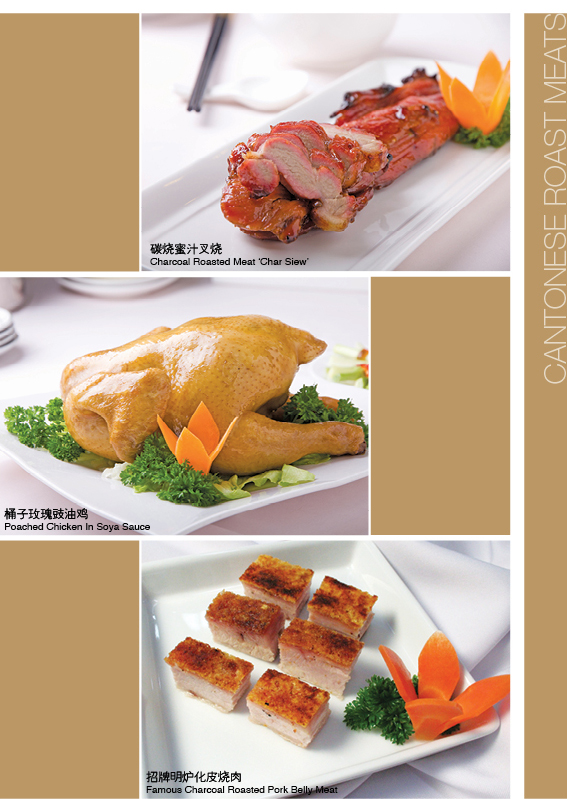 CANTONESE ROAST MEATS
碳烧蜜汁叉烧
Charcoal Roasted Meat ‘Char Siew’
桶子玫瑰豉油鸡
Poached Chicken In Soya Sauce
招牌明炉化皮烧肉
Famous Charcoal Roasted Pork Belly Meat